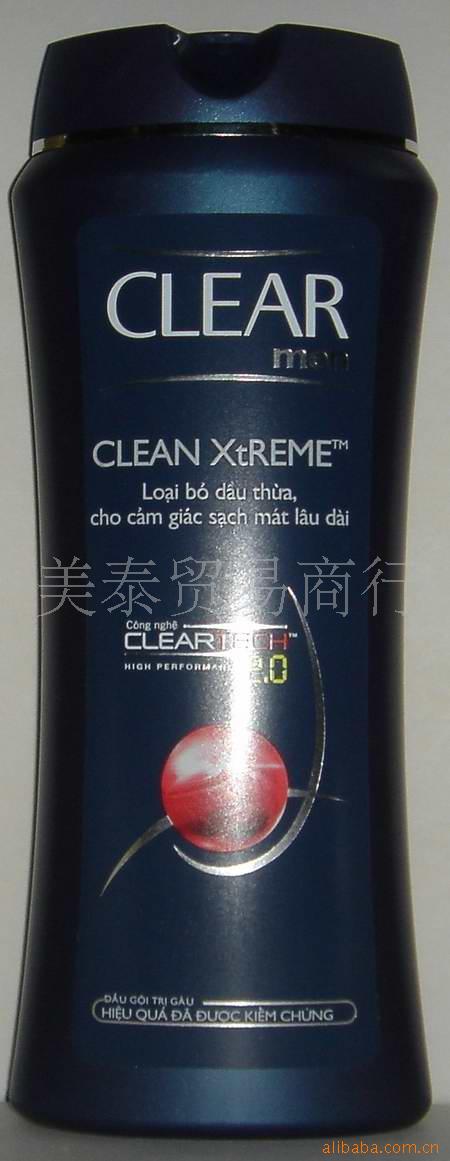 CLEAR
men
CLEAN XtREME™
Loại bỏ dầu thừa,
cho cảm giác sạch mát lâu dài
美泰贸易商行
Công nghệ
CLEARTECH™
HIGH PERFORMANCE 2.0
DẦU GỘI TRỊ GÀU
HIỆU QUẢ ĐÃ ĐƯỢC KIỂM CHỨNG
alibaba.com.cn